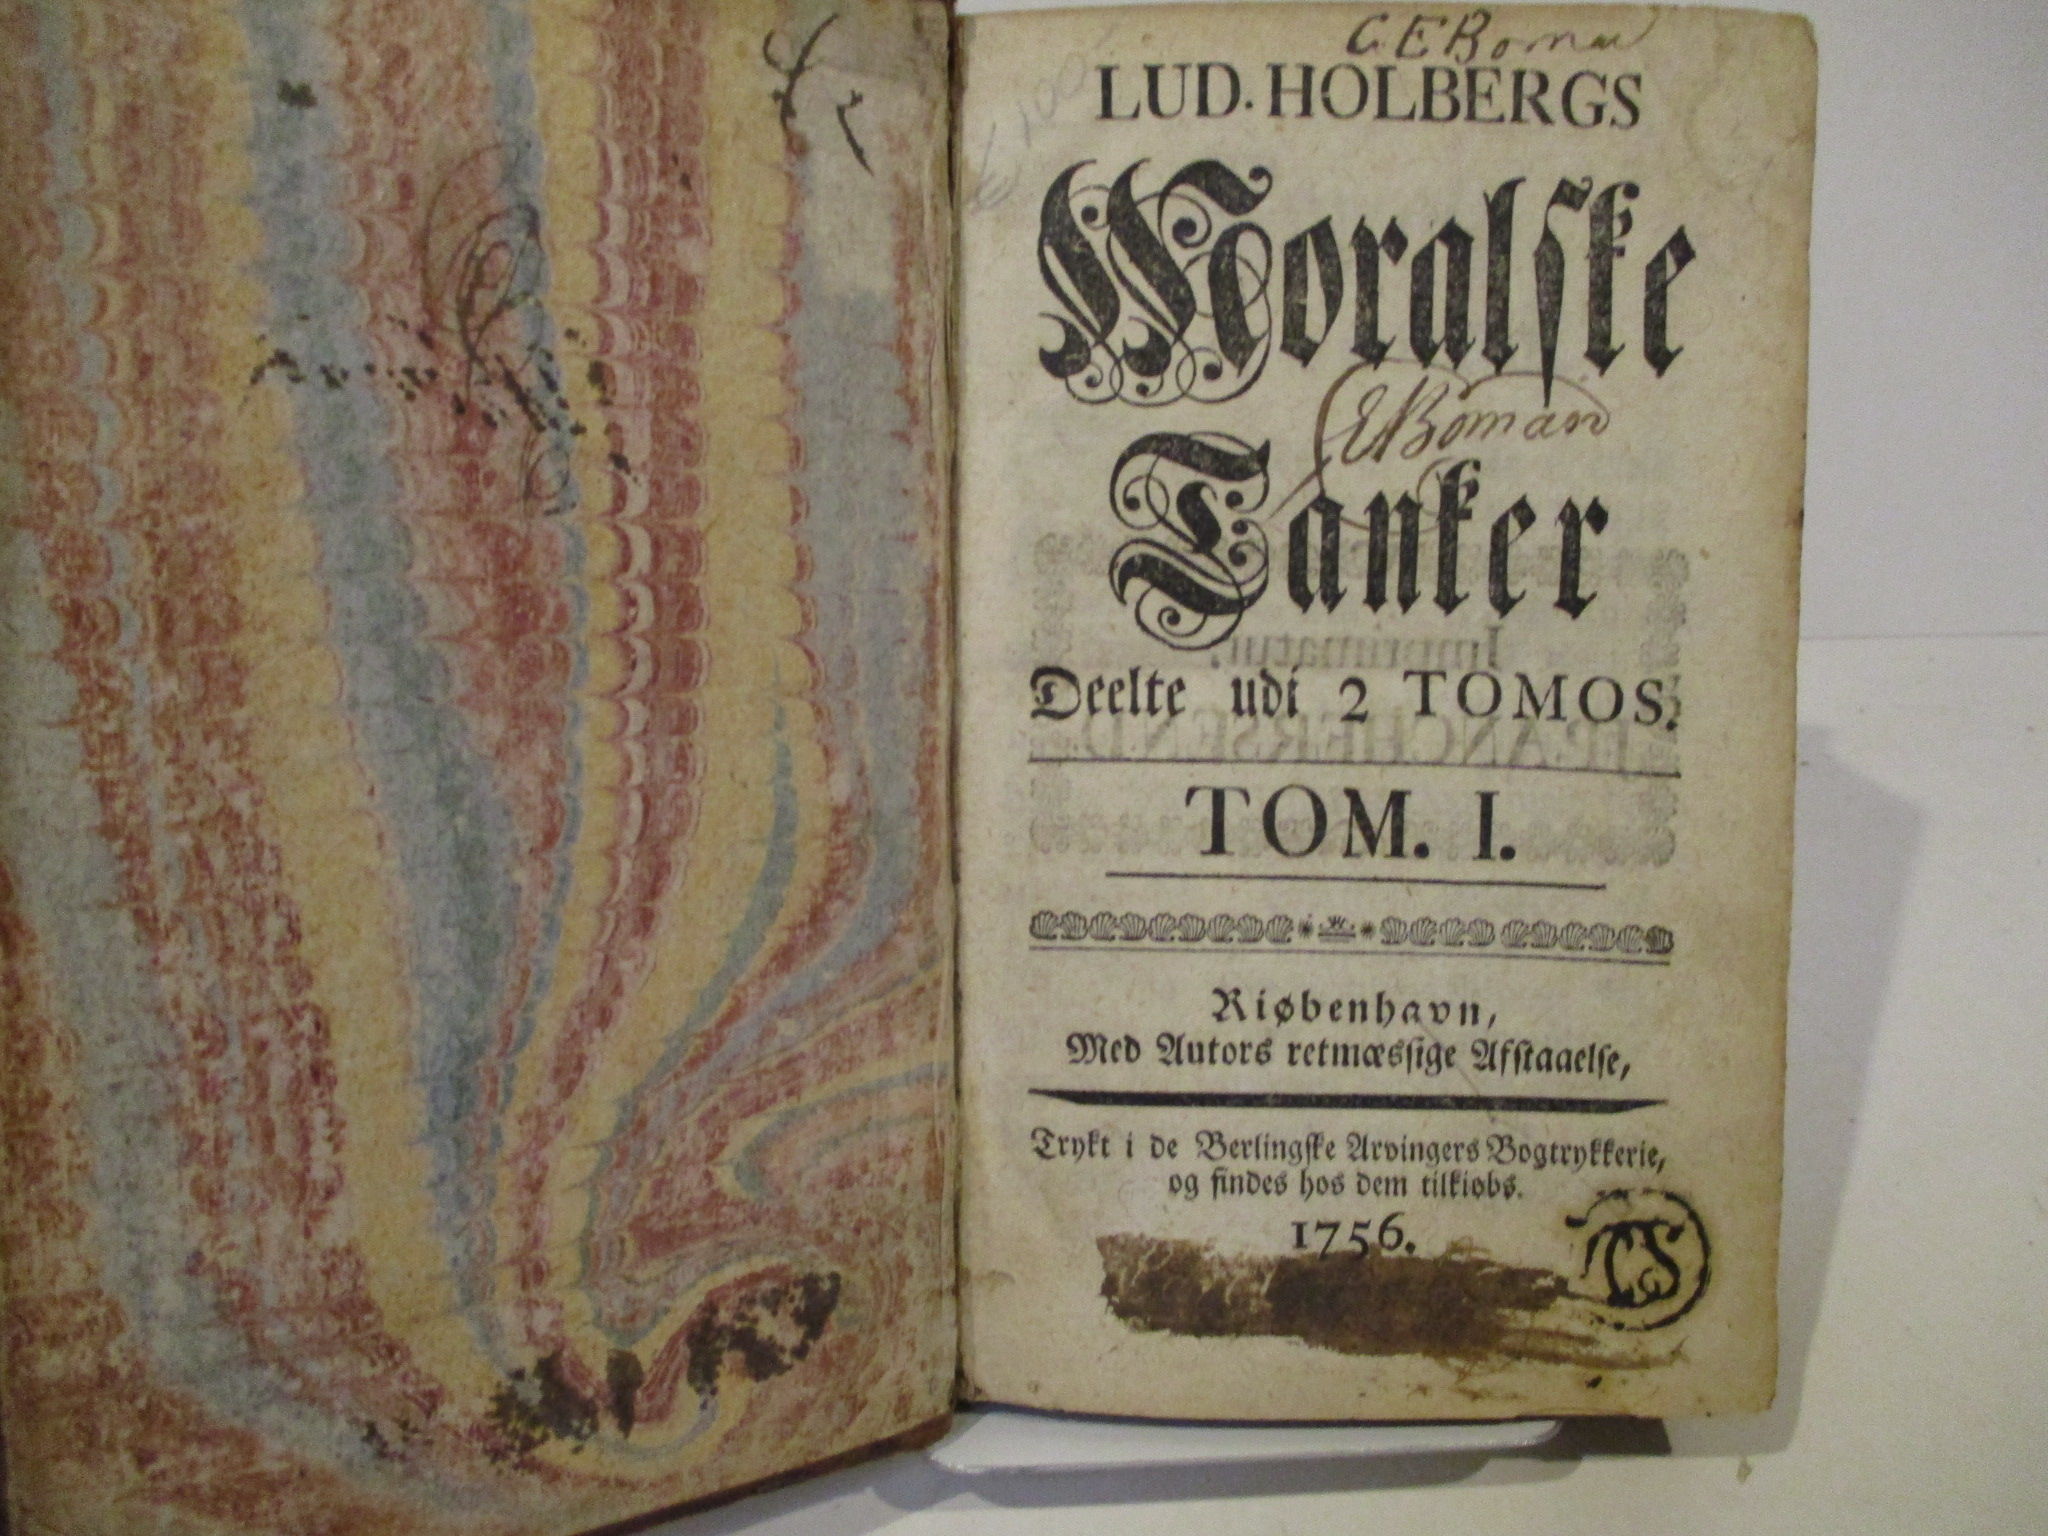 C E Boman
LUD. HOLBERGS
Moralske
EBoman
Tanker
Deelte udi 2 TOMOS.
TOM. I.
Kiøbenhavn,
Med Autors retmæssige Afstaaelse,
Trykt i de Berlingske Arvingers Bogtrykkerie,
og findes hos dem tilkiøbs.
1756.
CS